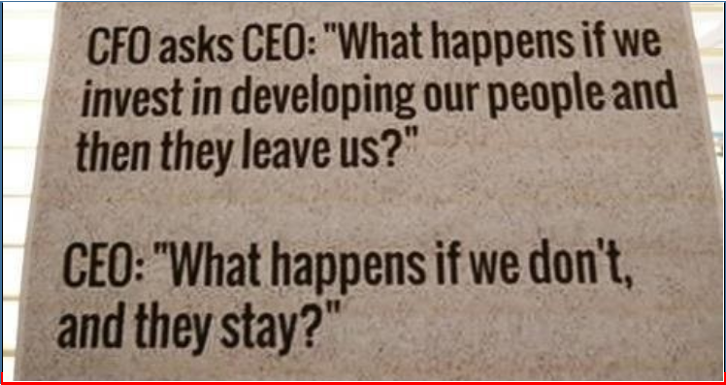 CFO asks CEO: "What happens if we
invest in developing our people and
then they leave us?"
CEO: "What happens if we don't,
and they stay?"